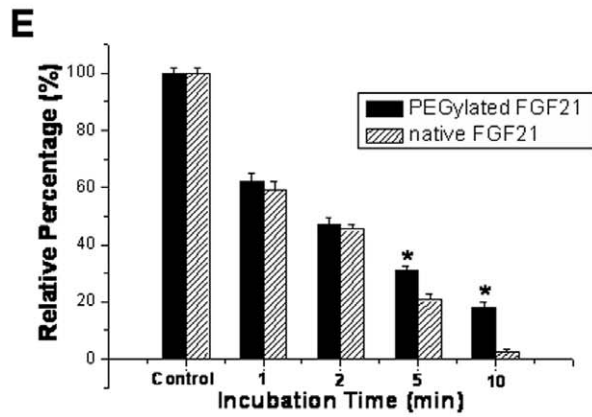 E
Relative Percentage (%)
100
80
60
40
20
0
PEGylated FGF21
native FGF21
*
*
Control 1 2 5 10
Incubation Time (min)